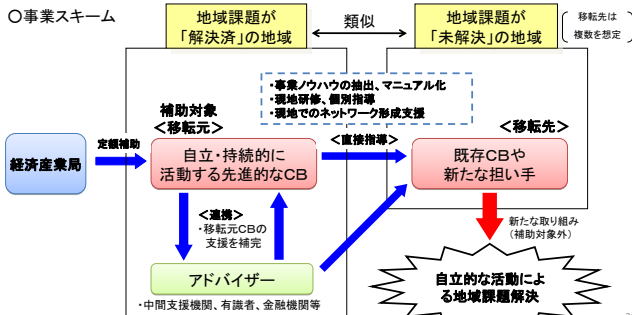 ○事業スキーム
地域課題が
「解決済」の地域
類似
地域課題が
「未解決」の地域
移転先は
複数を想定
・事業ノウハウの抽出、マニュアル化
・現地研修、個別指導
・現地でのネットワーク形成支援
補助対象
<移転元>
<移転先>
経済産業局
定額補助
自立・持続的に
活動する先進的なCB
<直接指導>
既存CBや
新たな担い手
<連携>
・移転元CBの
支援を補完
新たな取り組み
(補助対象外)
アドバイザー
・中間支援機関、有識者、金融機関等
自立的な活動によ
る地域課題解決